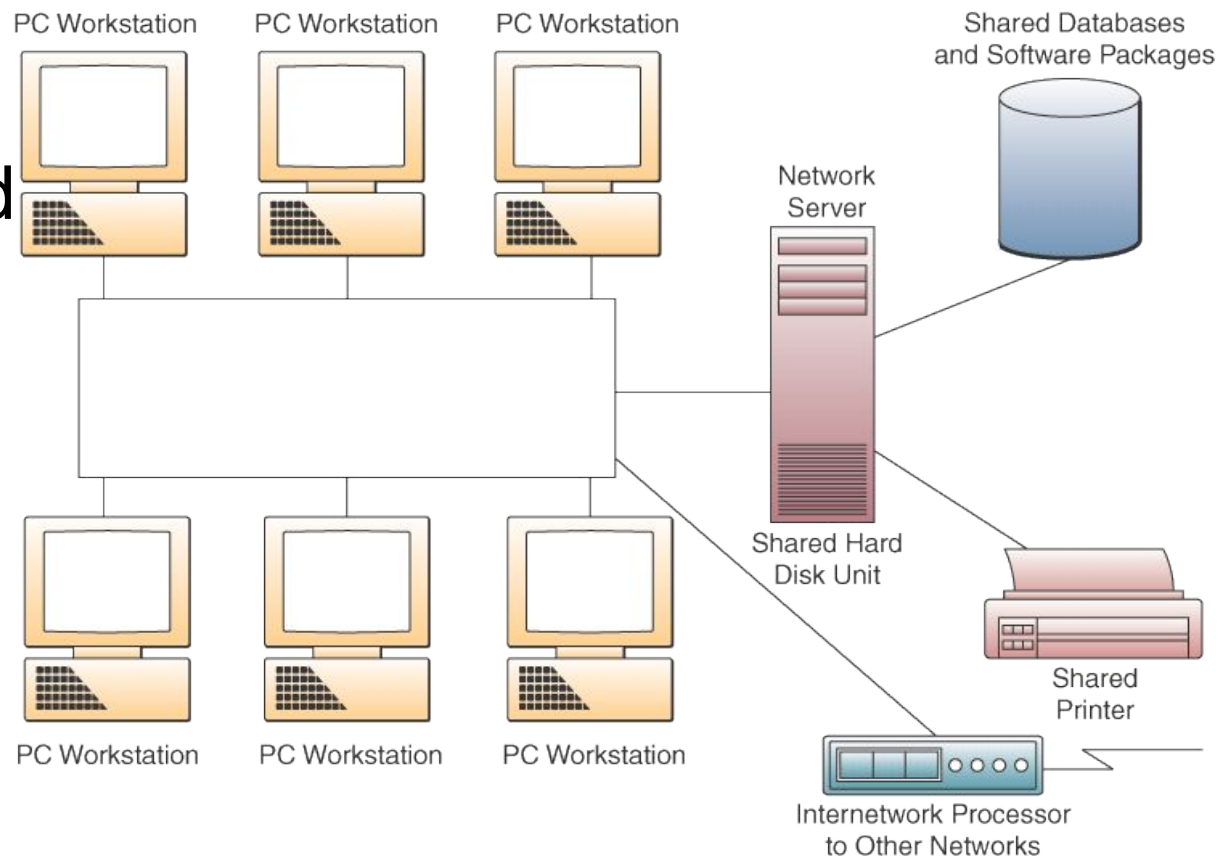 PC Workstation
PC Workstation
PC Workstation
Shared Databases
and Software Packages
d
Network
Server
Shared Hard
Disk Unit
Shared
Printer
PC Workstation
PC Workstation
PC Workstation
Internetwork Processor
to Other Networks